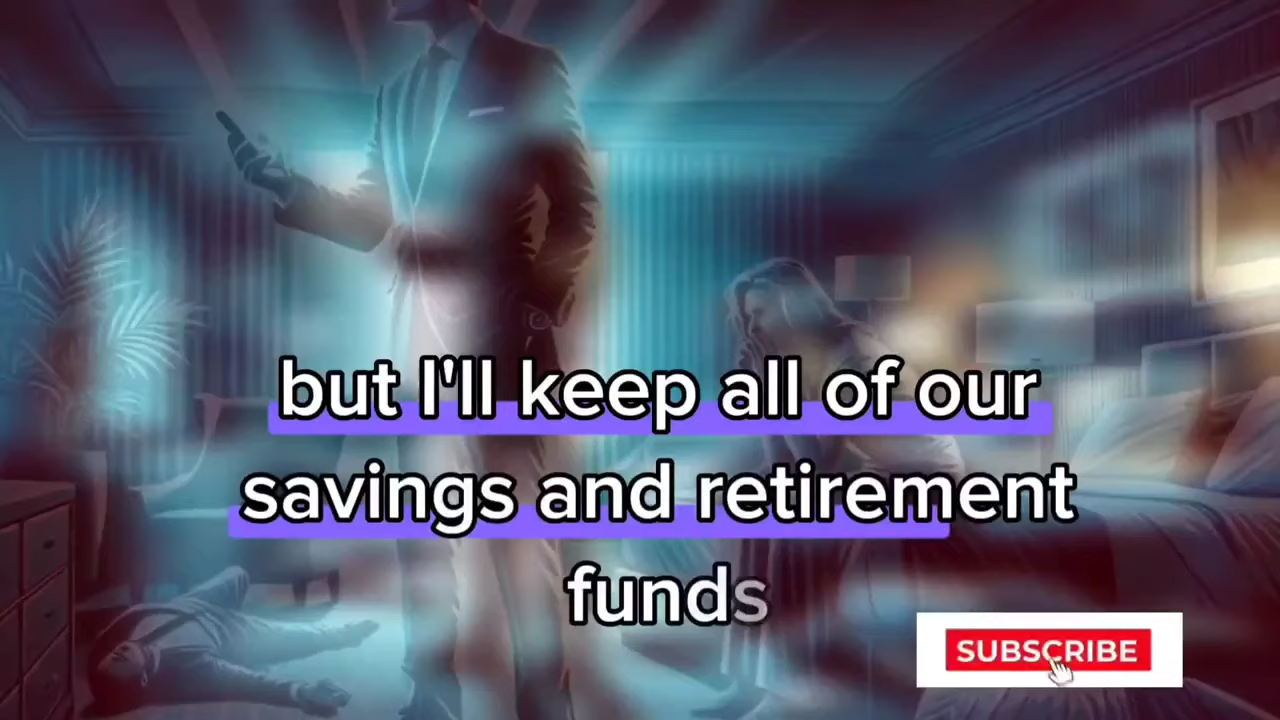 but I'll keep all of our
savings and retirement
funds
SUBSCRIBE